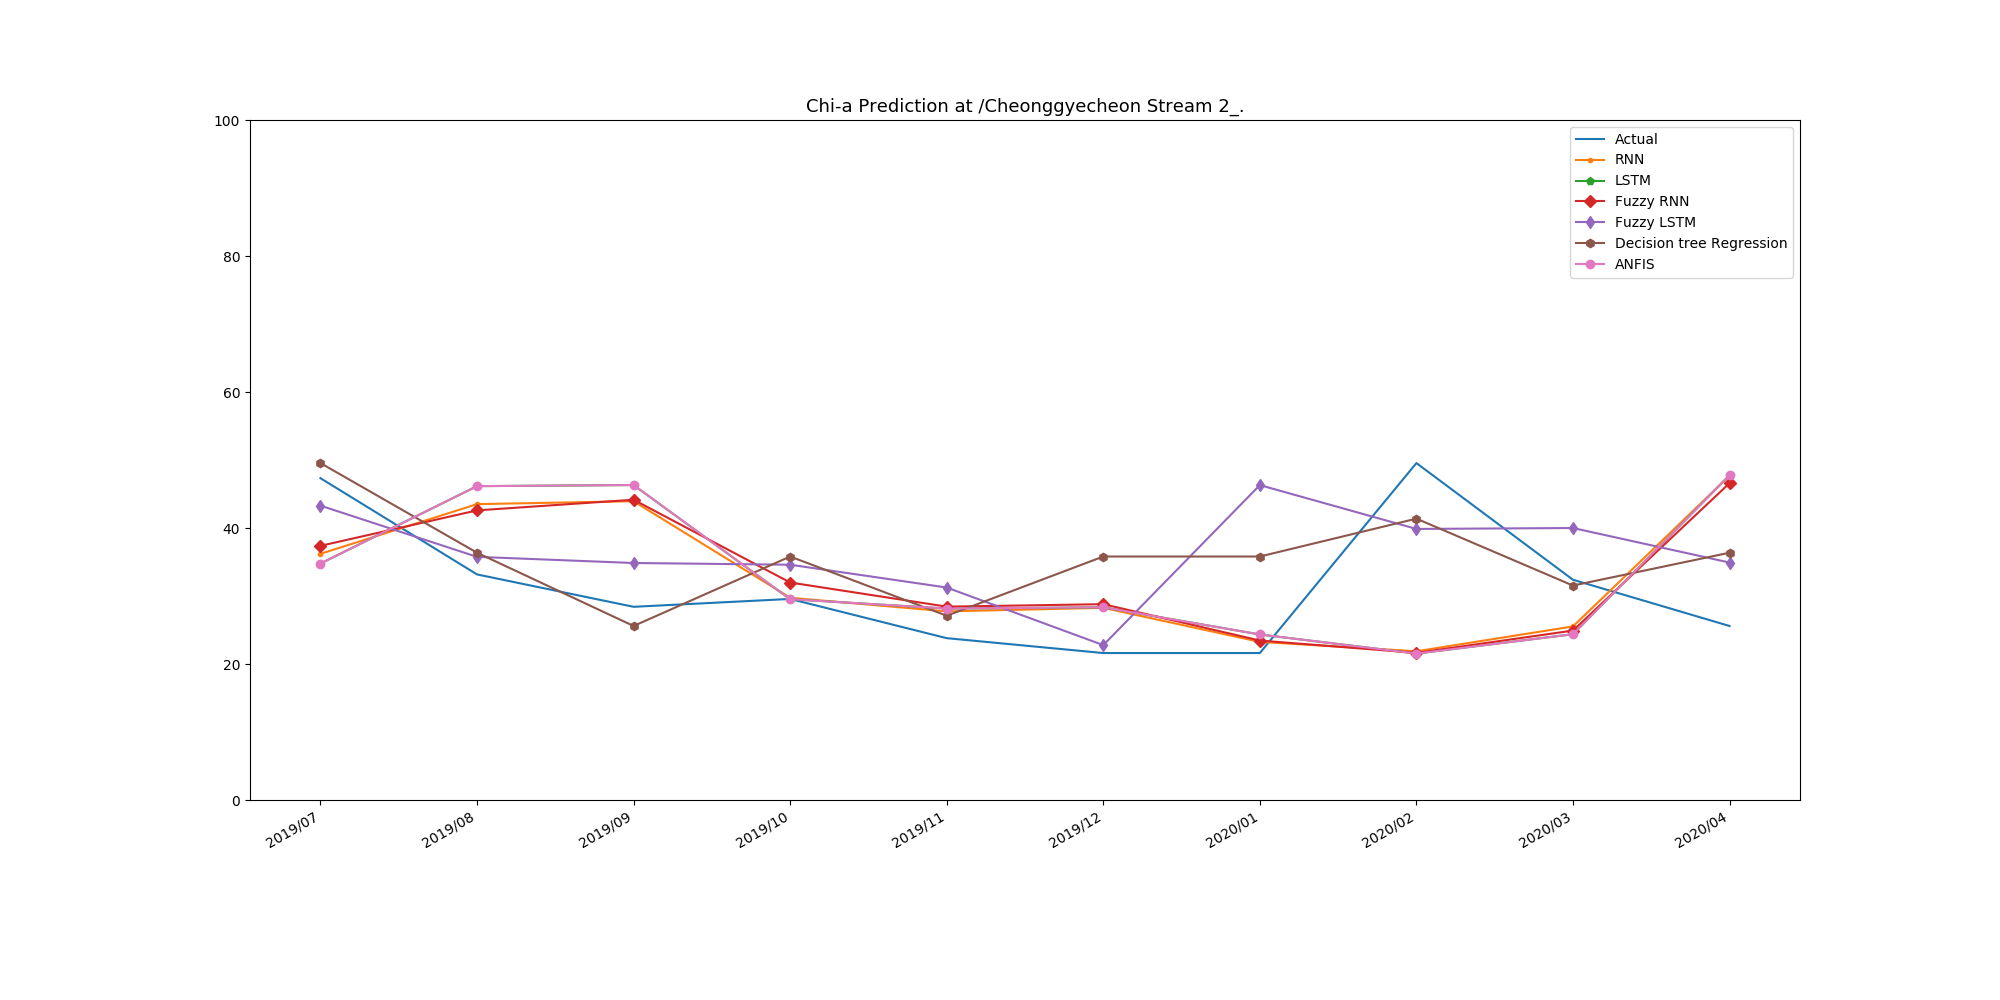 Chi-a Prediction at /Cheonggyecheon Stream 2_.
100
80
60
40
20
0
Actual
RNN
LSTM
Fuzzy RNN
Fuzzy LSTM
Decision tree Regression
ANFIS
2019/07
2019/08
2019/09
2019/10
2019/11
2019/12
2020/01
2020/02
2020/03
2020/04